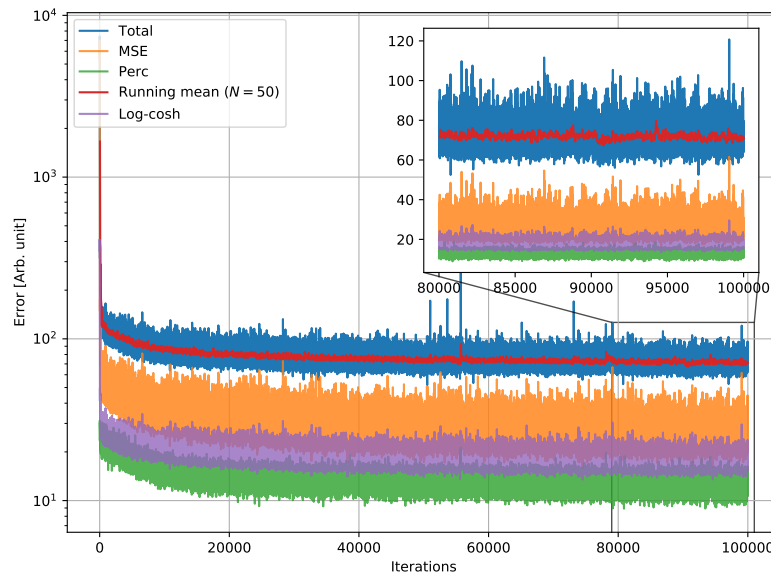 Total
MSE
Perc
Running mean (N = 50)
Log-cosh
10⁴
10³
10²
10¹
Error [Arb. unit]
120
100
80
60
40
20
80000 85000 90000 95000 100000
0 20000 40000 60000 80000 100000
Iterations